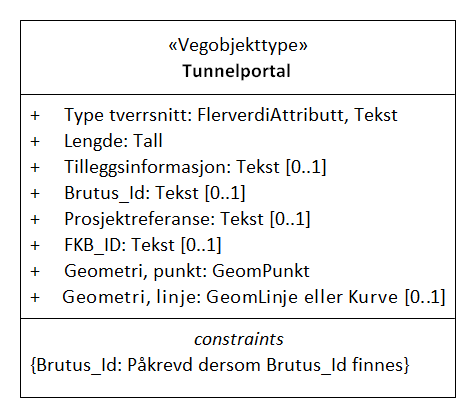 «Vegobjekttype»
Tunnelportal
+ Type tverrsnitt: FlerverdiAttributt, Tekst
+ Lengde: Tall
+ Tilleggsinformasjon: Tekst [0..1]
+ Brutus_Id: Tekst [0..1]
+ Prosjektreferanse: Tekst [0..1]
+ FKB_ID: Tekst [0..1]
+ Geometri, punkt: GeomPunkt
+ Geometri, linje: GeomLinje eller Kurve [0..1]
constraints
{Brutus_Id: Påkrevd dersom Brutus_Id finnes}